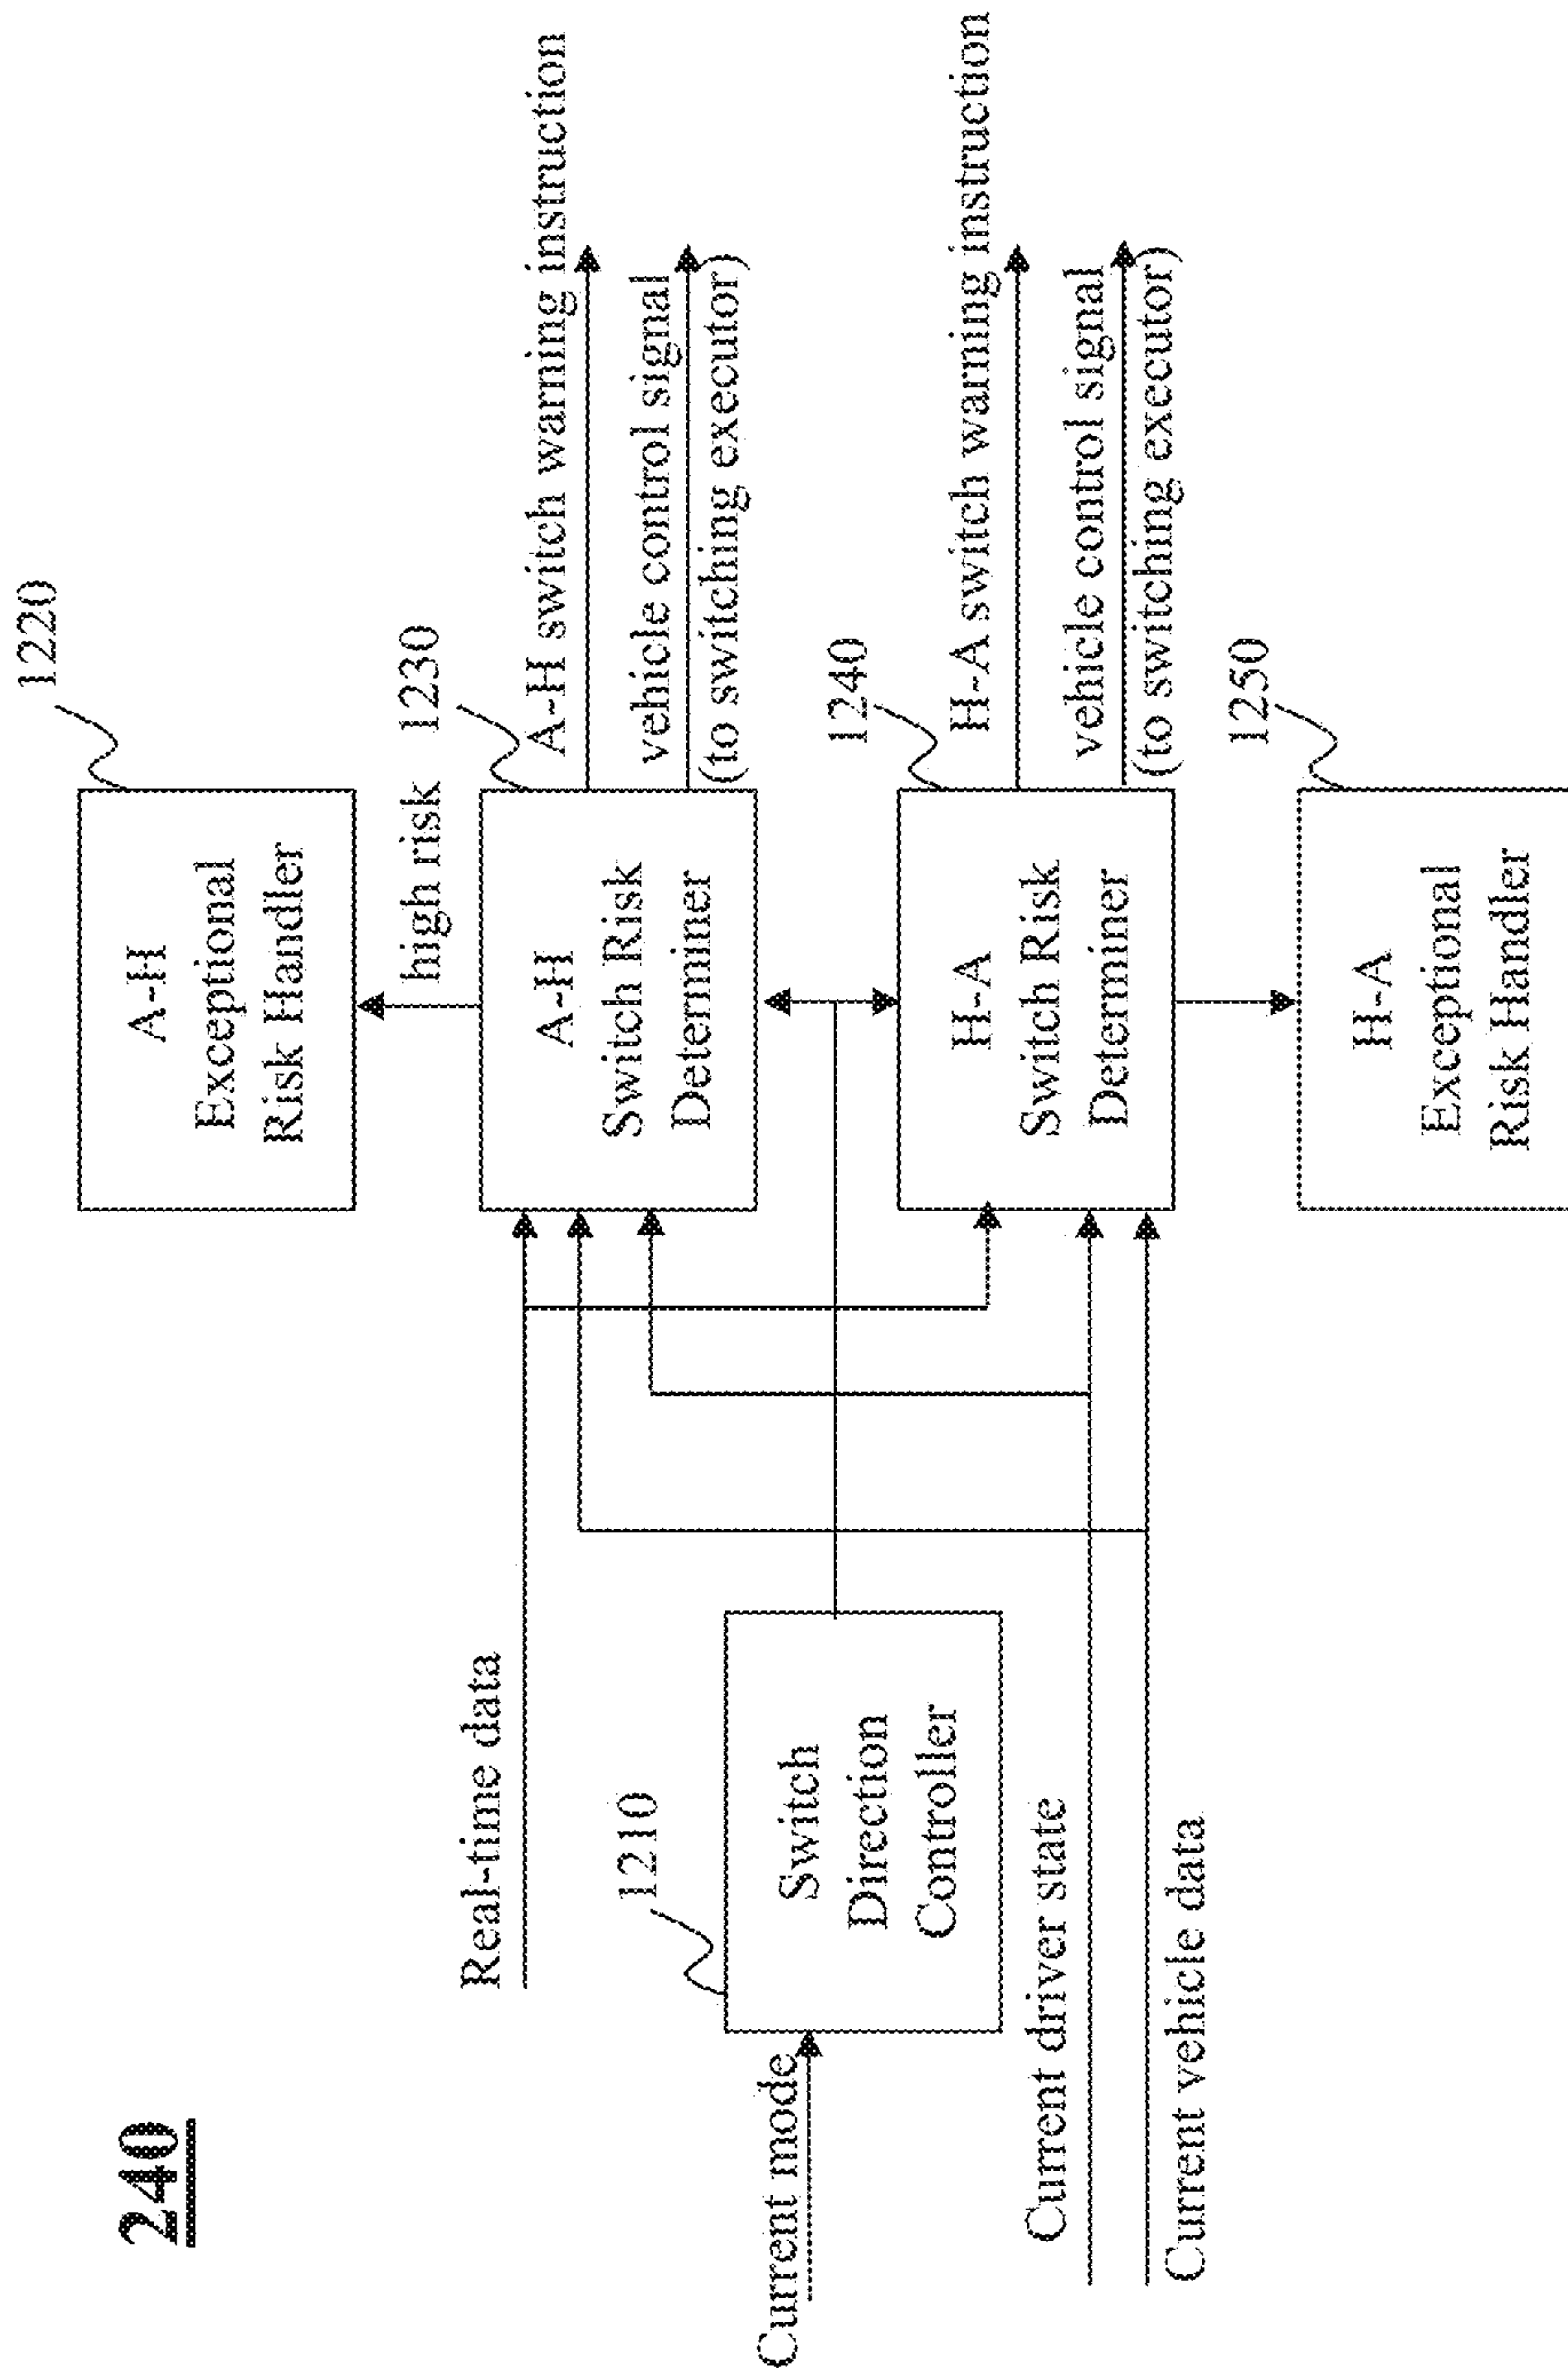 240
1220
A-H
Exceptional
Risk Handler
high risk
1230
A-H
Switch Risk
Determiner
A-H switch warning instruction
vehicle control signal
(to switching executor)
Real-time data
1210
Current mode
Switch
Direction
Controller
1240
H-A
Switch Risk
Determiner
H-A switch warning instruction
vehicle control signal
(to switching executor)
Current driver state
Current vehicle data
1250
H-A
Exceptional
Risk Handler